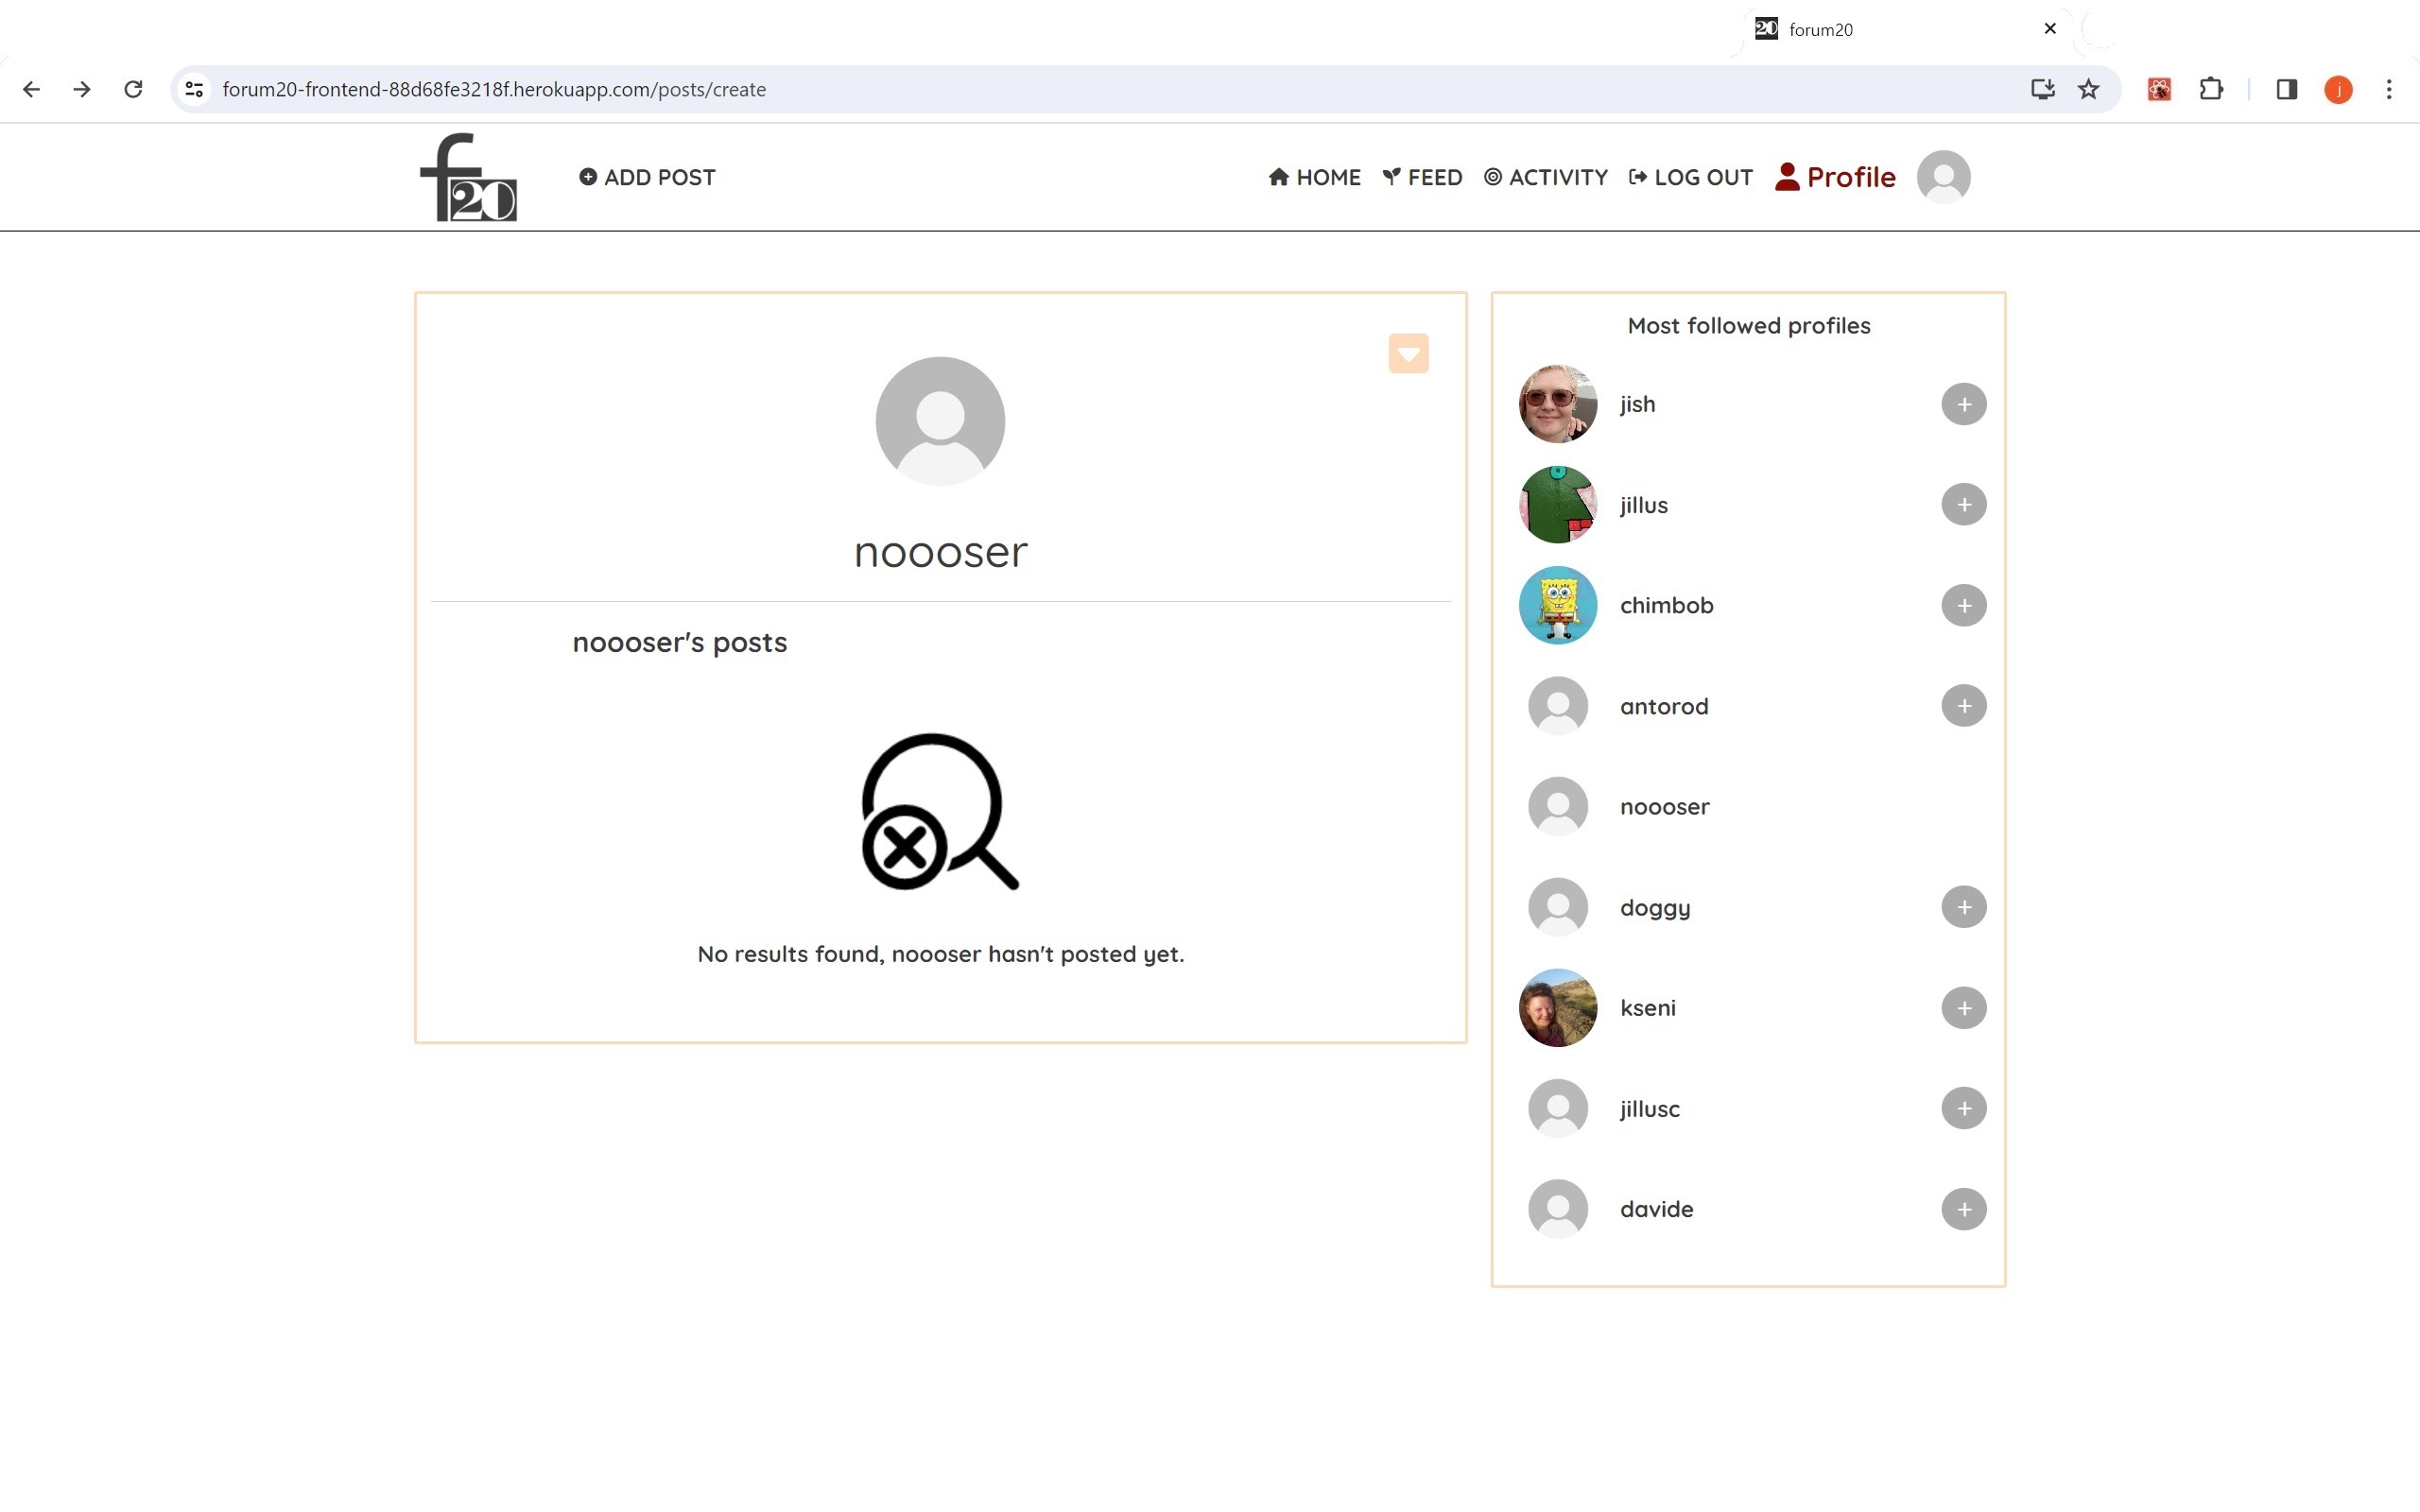 20 forum20
forum20-frontend-88d68fe3218f.herokuapp.com/posts/create
j
f20
ADD POST
HOME
FEED
ACTIVITY
LOG OUT
Profile
noooser
noooser's posts
No results found, noooser hasn't posted yet.
Most followed profiles
jish
jillus
chimbob
antorod
noooser
doggy
kseni
jillusc
davide